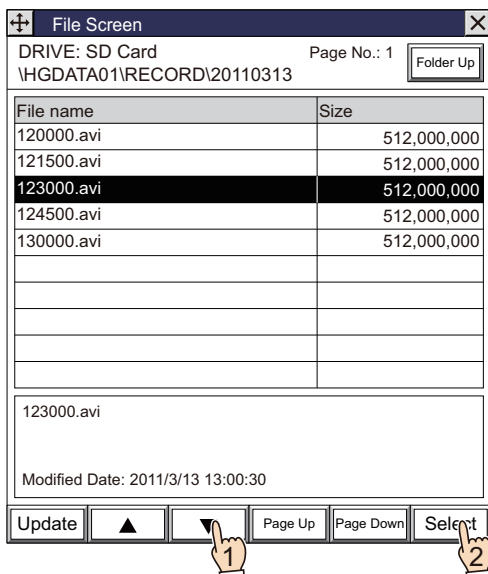 File Screen
DRIVE: SD Card Page No.: 1 Folder Up
\HGDATA01\RECORD\20110313
File name Size
120000.avi 512,000,000
121500.avi 512,000,000
123000.avi 512,000,000
124500.avi 512,000,000
130000.avi 512,000,000
123000.avi
Modified Date: 2011/3/13 13:00:30
Update ▲ ▼ Page Up Page Down Select
1 2